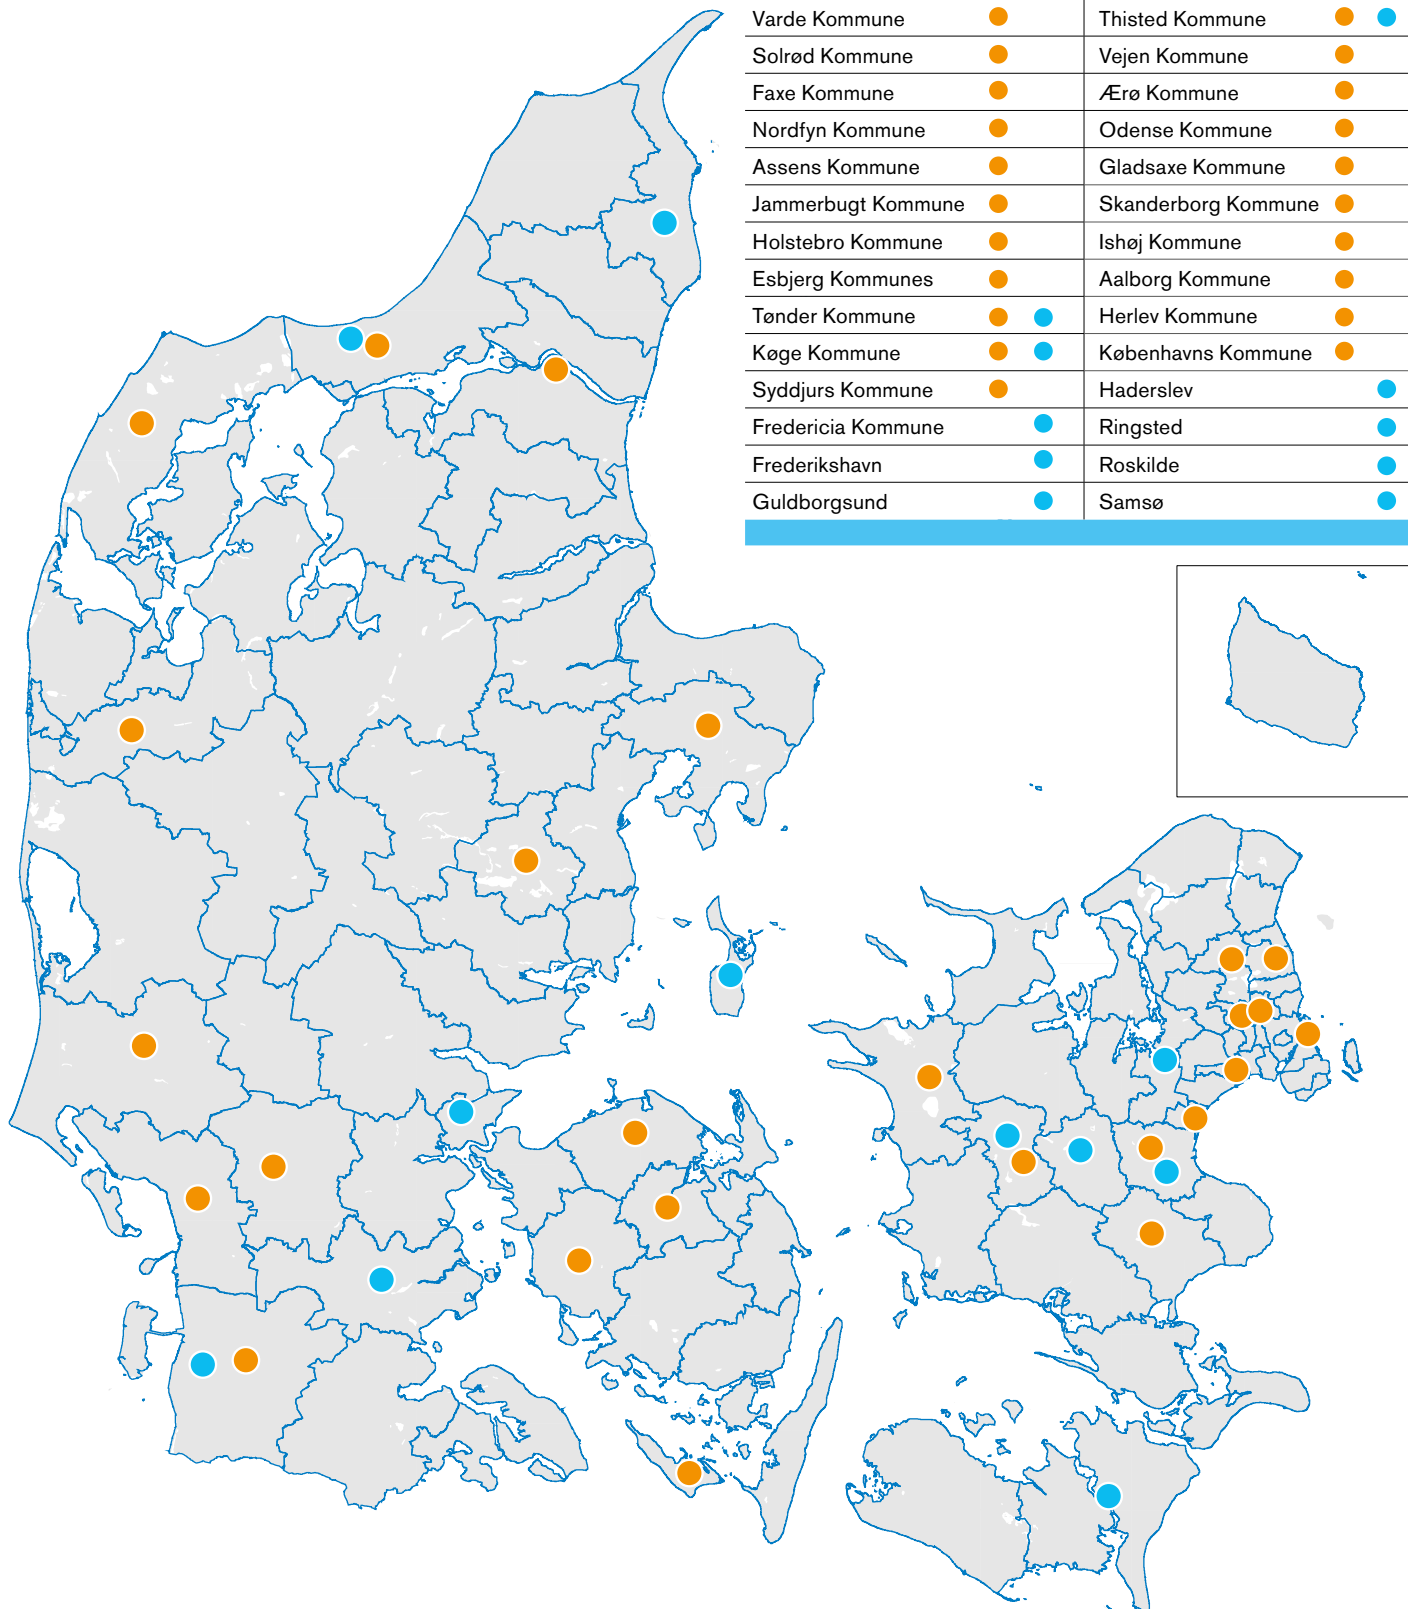 Varde Kommune
Thisted Kommune
Solrød Kommune
Vejen Kommune
Faxe Kommune
Ærø Kommune
Nordfyn Kommune
Odense Kommune
Assens Kommune
Gladsaxe Kommune
Jammerbugt Kommune
Skanderborg Kommune
Holstebro Kommune
Ishøj Kommune
Esbjerg Kommunes
Aalborg Kommune
Tønder Kommune
Herlev Kommune
Køge Kommune
Københavns Kommune
Syddjurs Kommune
Haderslev
Fredericia Kommune
Ringsted
Frederikshavn
Roskilde
Guldborgsund
Samsø